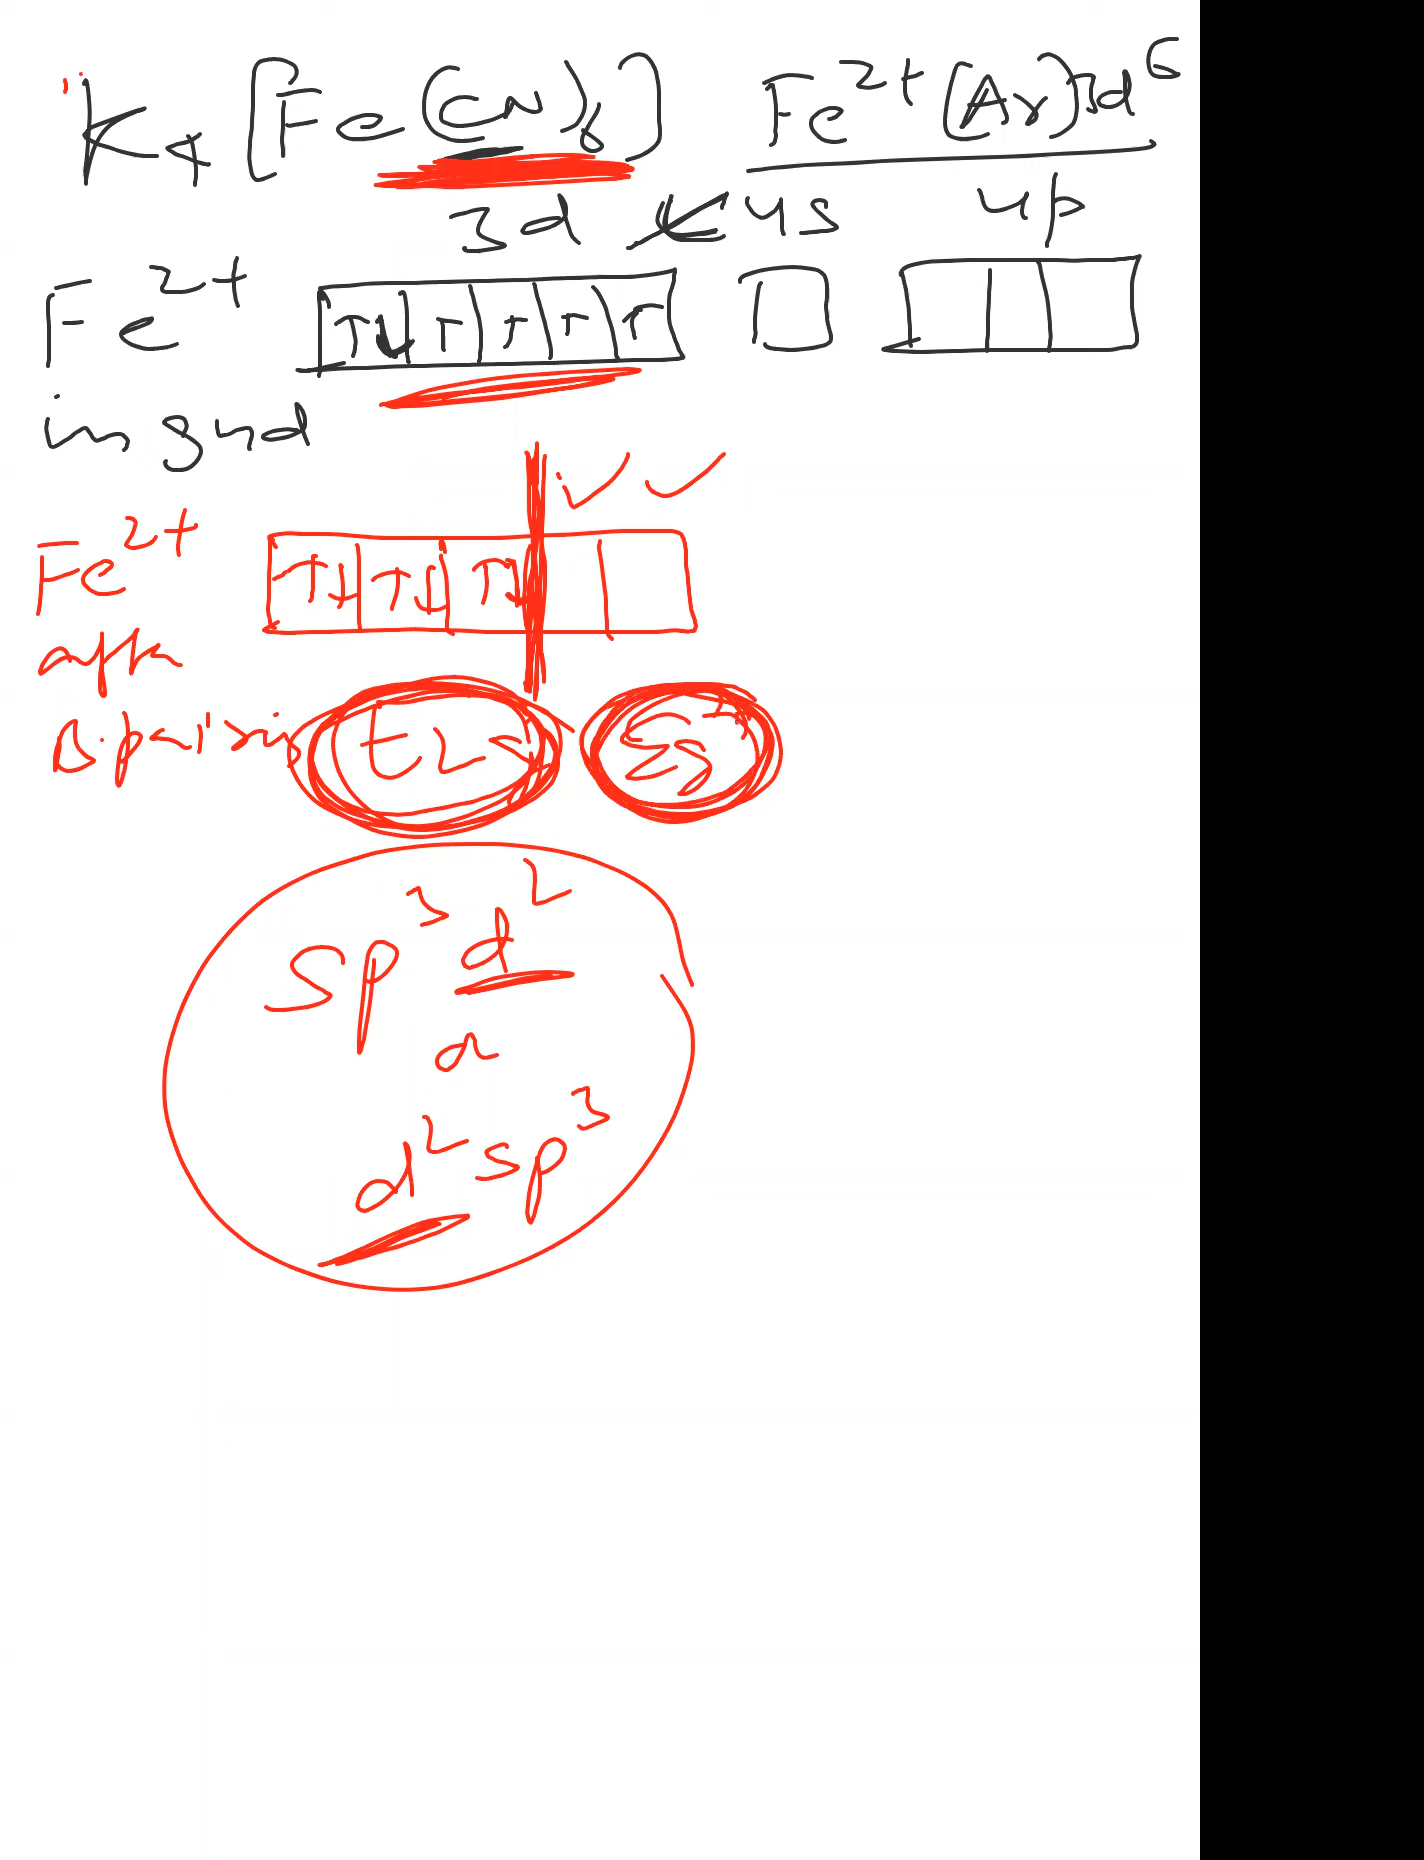 K4 [Fe(CN)6] Fe2+ (Ar)3d6
3d 4s 4p
Fe2+ ↑↓ ↑ ↑ ↑ ↑
in gnd
Fe2+ ↑↓ ↑↓ ↑↓
after
pairing t2g eg
sp3d2
or
d2sp3